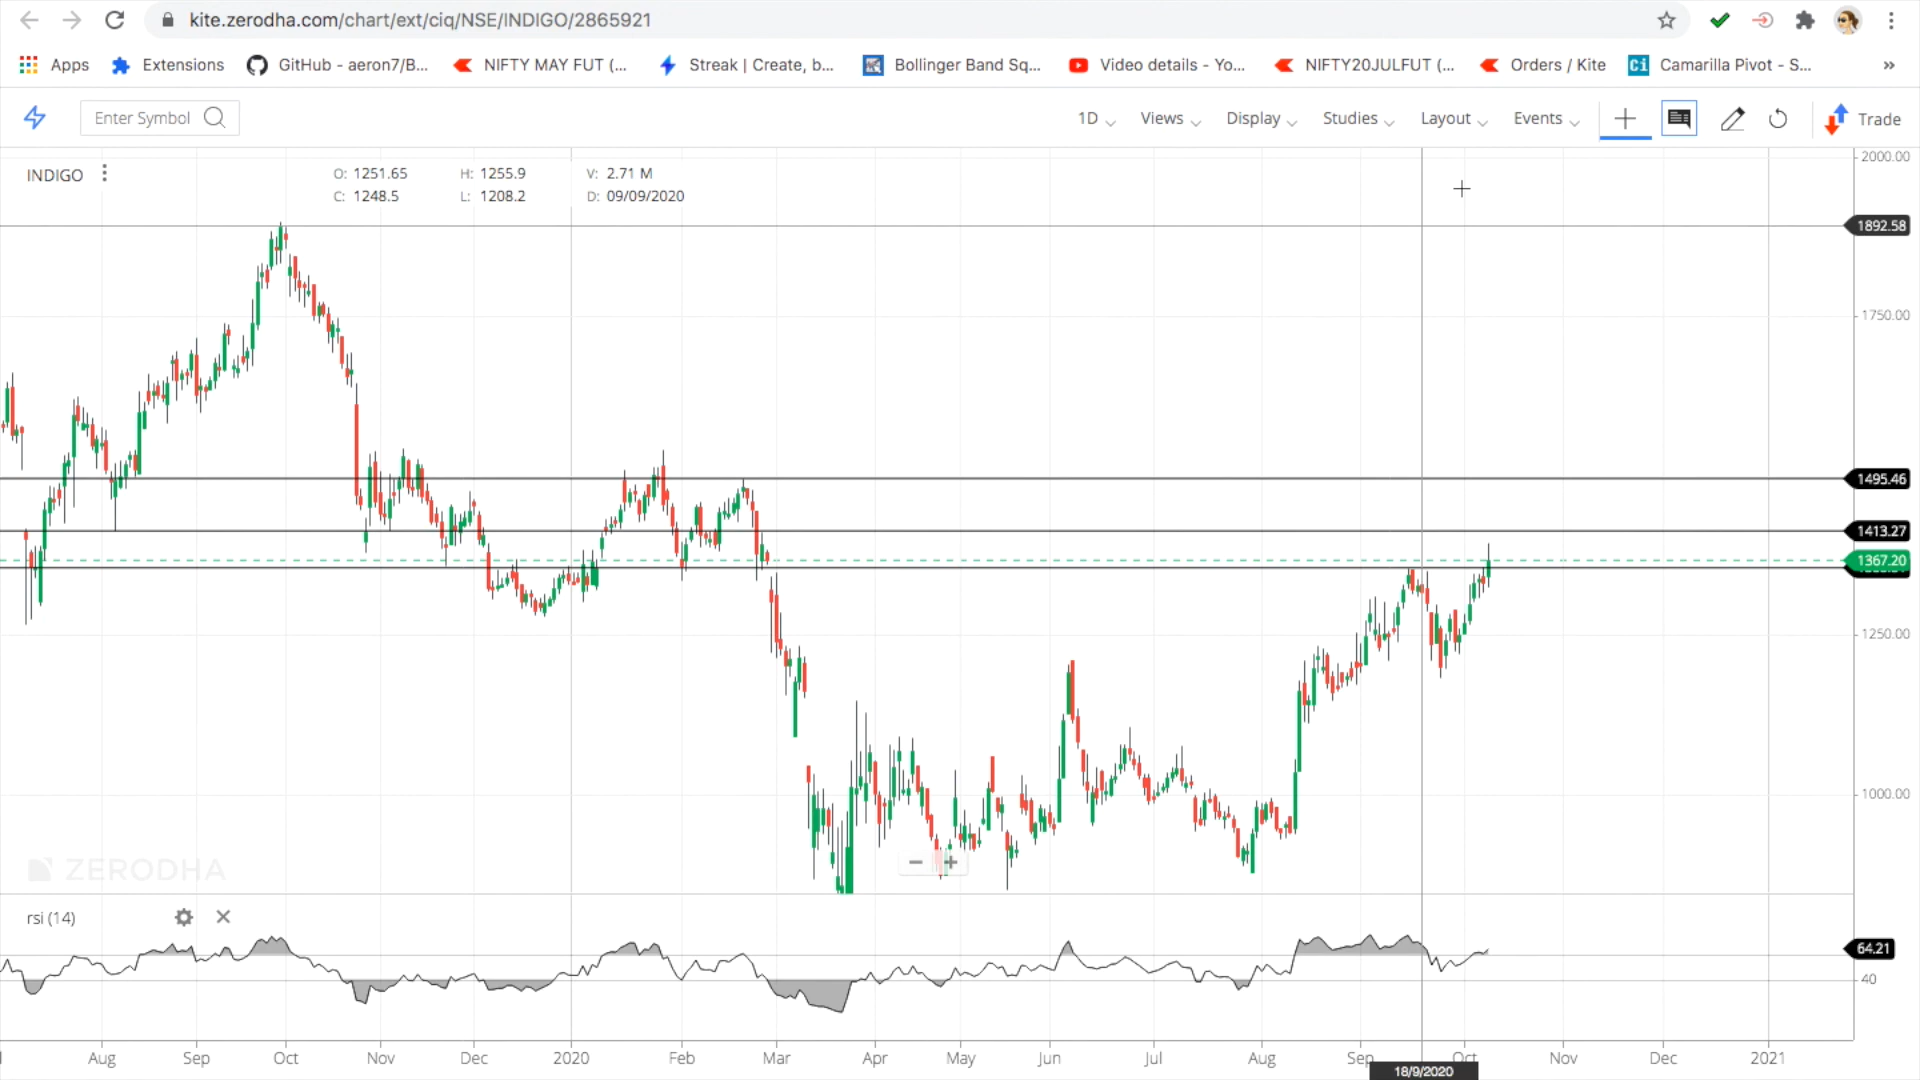 kite.zerodha.com/chart/ext/ciq/NSE/INDIGO/2865921
Apps Extensions GitHub - aeron7/B... NIFTY MAY FUT (... Streak | Create, b... Bollinger Band Sq... Video details - Yo... NIFTY20JULFUT (... Orders / Kite Ci Camarilla Pivot - S... »
Enter Symbol 1D Views Display Studies Layout Events Trade
INDIGO
O: 1251.65 H: 1255.9 V: 2.71 M
C: 1248.5 L: 1208.2 D: 09/09/2020
2000.00
1892.58
1750.00
1495.46
1413.27
1367.20
1250.00
1000.00
ZERODHA
rsi (14)
64.21
40
Aug Sep Oct Nov Dec 2020 Feb Mar Apr May Jun Jul Aug Sep Oct Nov Dec 2021
18/9/2020